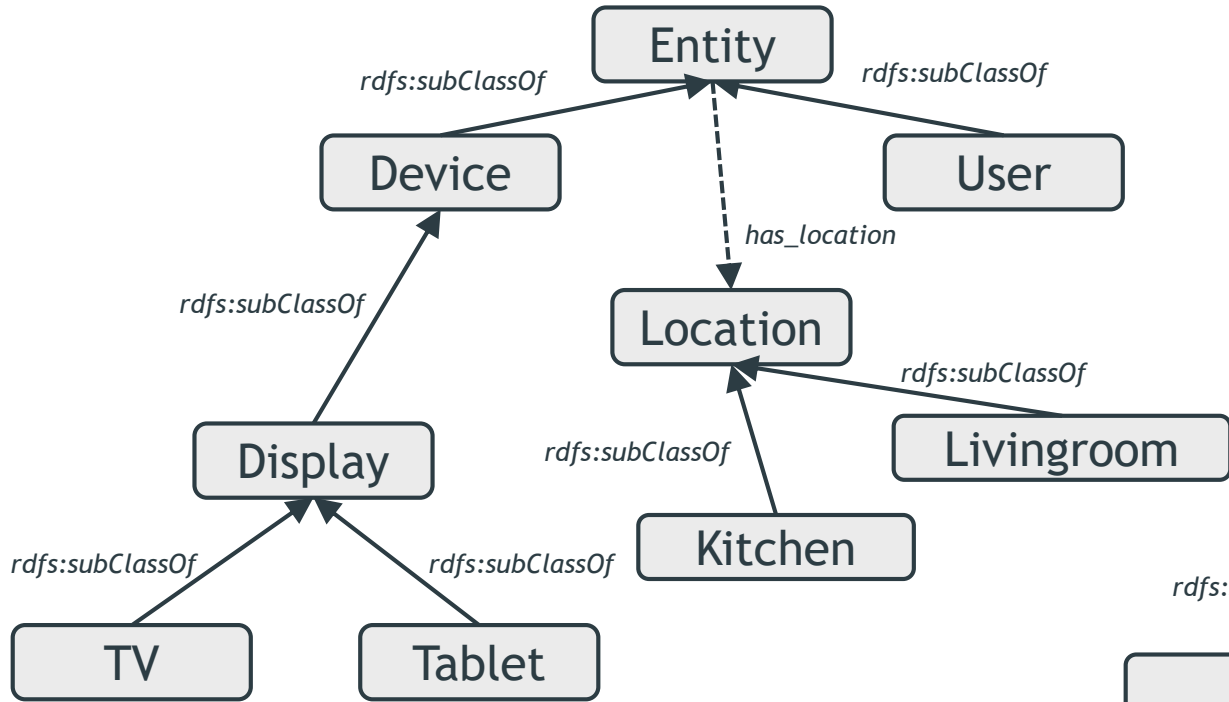 Entity
rdfs:subClassOf
rdfs:subClassOf
Device
User
has_location
rdfs:subClassOf
Location
rdfs:subClassOf
Display
rdfs:subClassOf
Livingroom
Kitchen
rdfs:subClassOf
rdfs:subClassOf
rdfs:
TV
Tablet